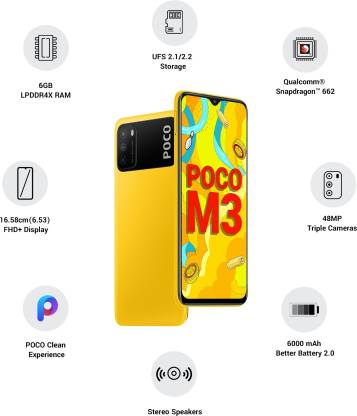 UFS 2.1/2.2
Storage
6GB
LPDDR4X RAM
Qualcomm®
Snapdragon™ 662
POCO
POCO
M3
16.58cm(6.53)
FHD+ Display
48MP
Triple Cameras
POCO Clean
Experience
6000 mAh
Better Battery 2.0
Stereo Speakers